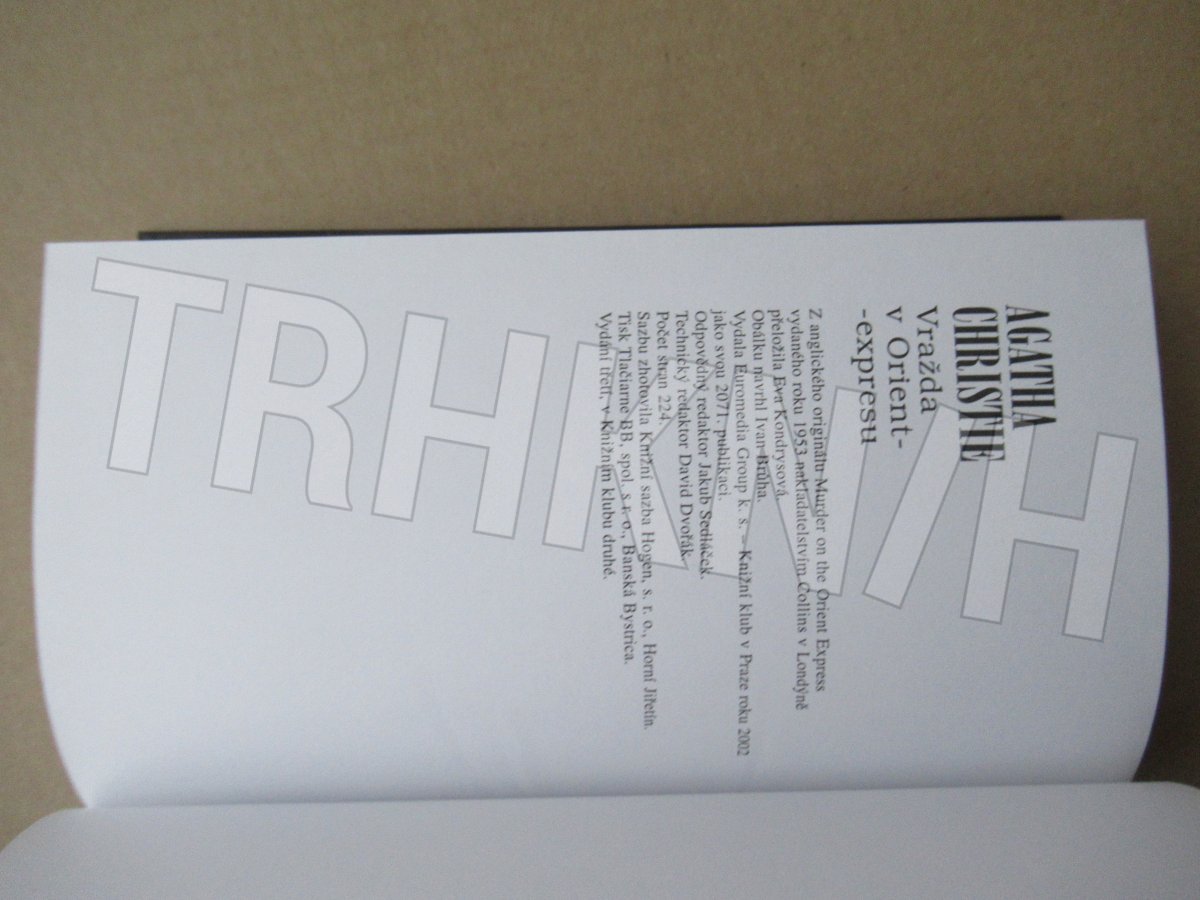 AGATHA
CHRISTIE
Vražda
v Orient-
-expresu
Z anglického originálu Murder on the Orient Express
vydaného roku 1953 nakladatelstvím Collins v Londýně
přeložila Eva Kondrysová.
Obálku navrhl Ivan Brůha.
Vydala Euromedia Group k. s. – Knižní klub v Praze roku 2002
jako svou 2071. publikaci.
Odpovědný redaktor Jakub Sedláček.
Technický redaktor David Dvořák.
Počet stran 224.
Sazbu zhotovila Knižní sazba Hogen, s. r. o., Horní Jiřetín.
Tisk Tlačiarne BB, spol. s r. o., Banská Bystrica.
Vydání třetí, v Knižním klubu druhé.
TRHKNIH